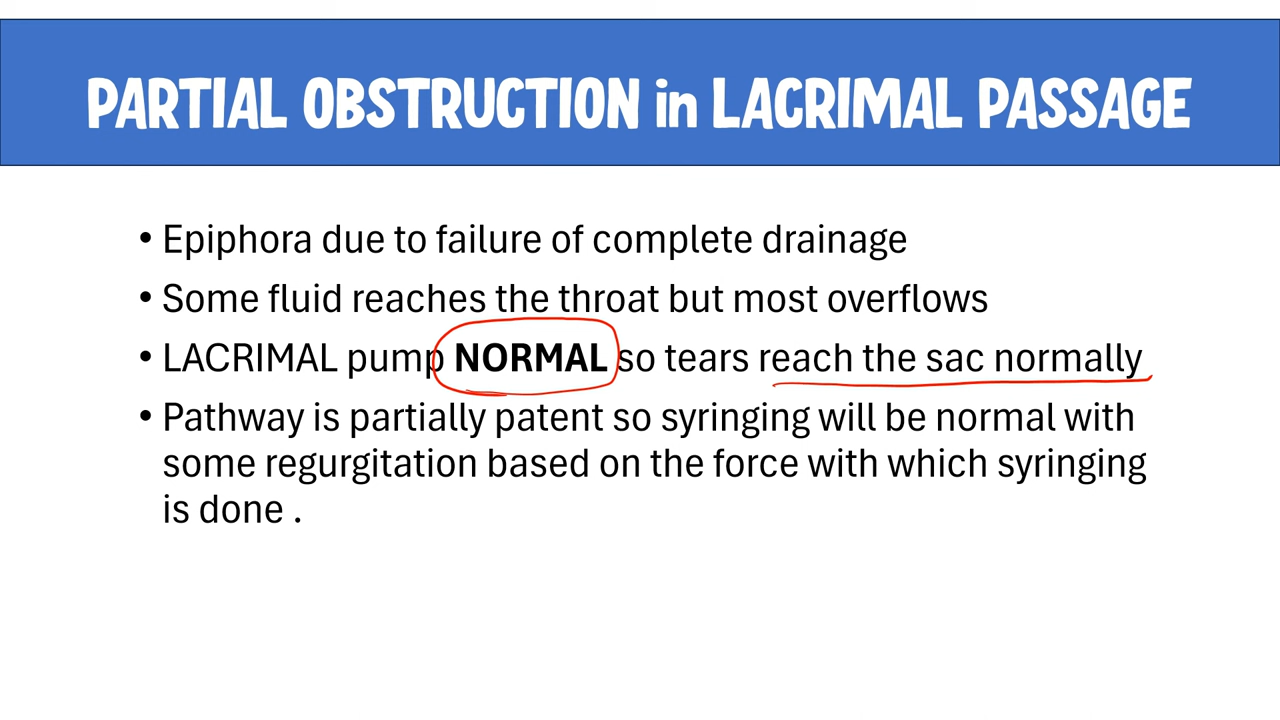 PARTIAL OBSTRUCTION in LACRIMAL PASSAGE
• Epiphora due to failure of complete drainage
• Some fluid reaches the throat but most overflows
• LACRIMAL pump NORMAL so tears reach the sac normally
• Pathway is partially patent so syringing will be normal with
some regurgitation based on the force with which syringing
is done .